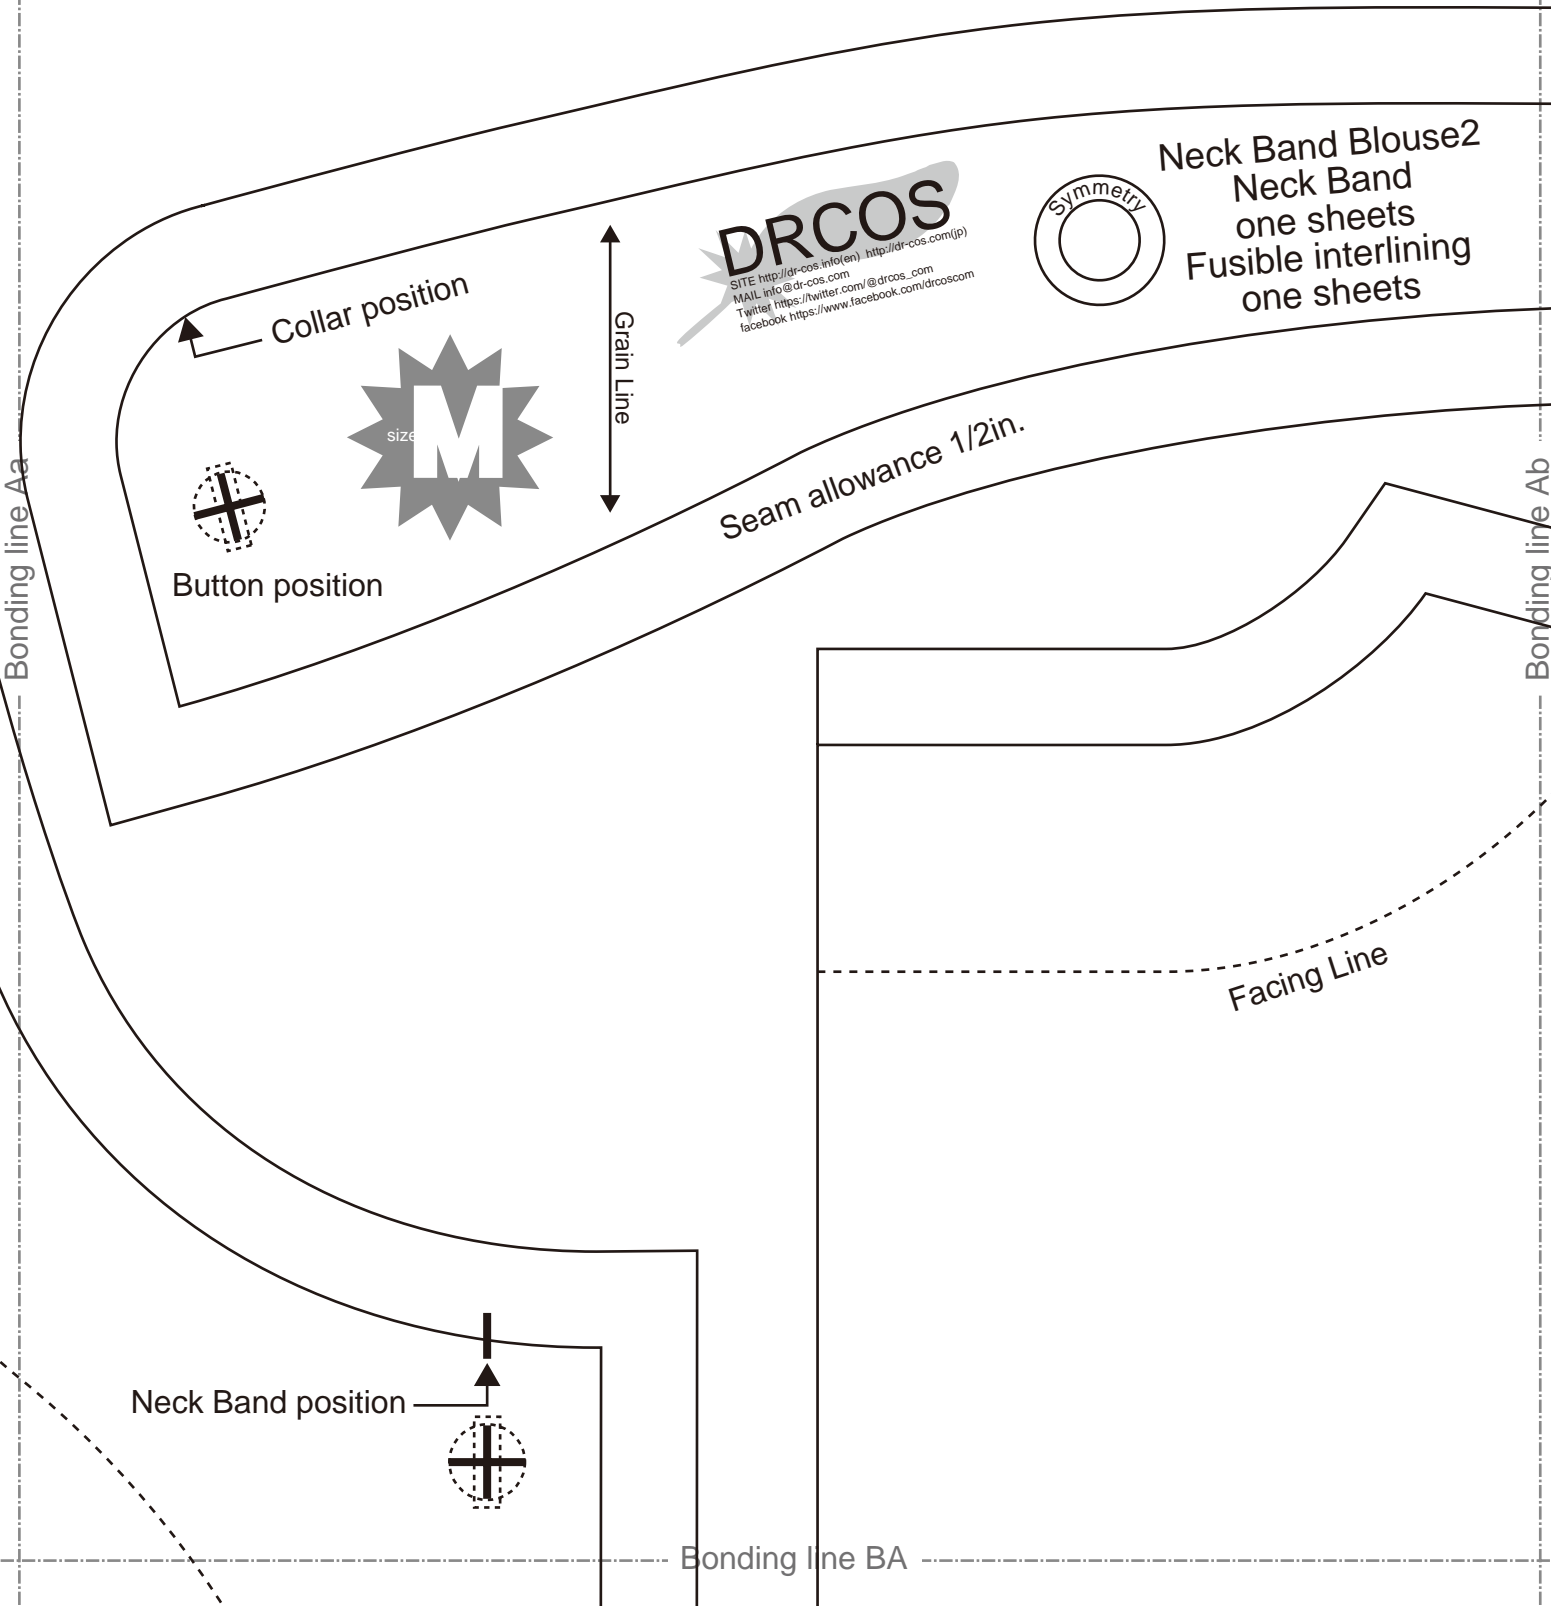 Neck Band Blouse2
Neck Band
one sheets
Fusible interlining
one sheets
Symmetry
DRCOS
SITE http://dr-cos.info(en) http://dr-cos.com(jp)
MAIL info@dr-cos.com
Twitter https://twitter.com/@drcos_com
facebook https://www.facebook.com/drcoscom
Collar position
Grain Line
size M
Seam allowance 1/2in.
Button position
Bonding line Aa
Bonding line Ab
Facing Line
Neck Band position
Bonding line BA